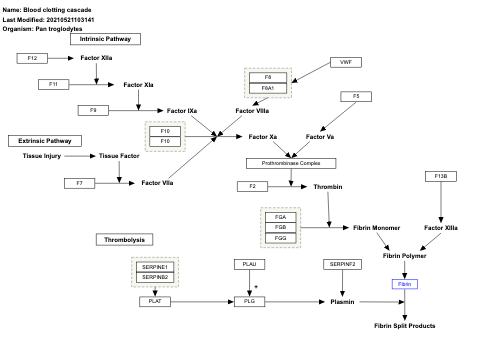 Name: Blood clotting cascade
Last Modified: 20210521103141
Organism: Pan troglodytes
Intrinsic Pathway
F12
Factor XIIa
VWF
F8
F8A1
F11
Factor XIa
F5
F9
Factor IXa
Factor VIIIa
F10
F10
Factor Xa
Factor Va
Extrinsic Pathway
Tissue Injury
Tissue Factor
Prothrombinase Complex
F7
Factor VIIa
F2
Thrombin
F13B
FGA
FGB
FGG
Fibrin Monomer
Factor XIIIa
Thrombolysis
Fibrin Polymer
SERPINE1
SERPINB2
PLAU
SERPINF2
Fibrin
+
PLAT
PLG
Plasmin
Fibrin Split Products